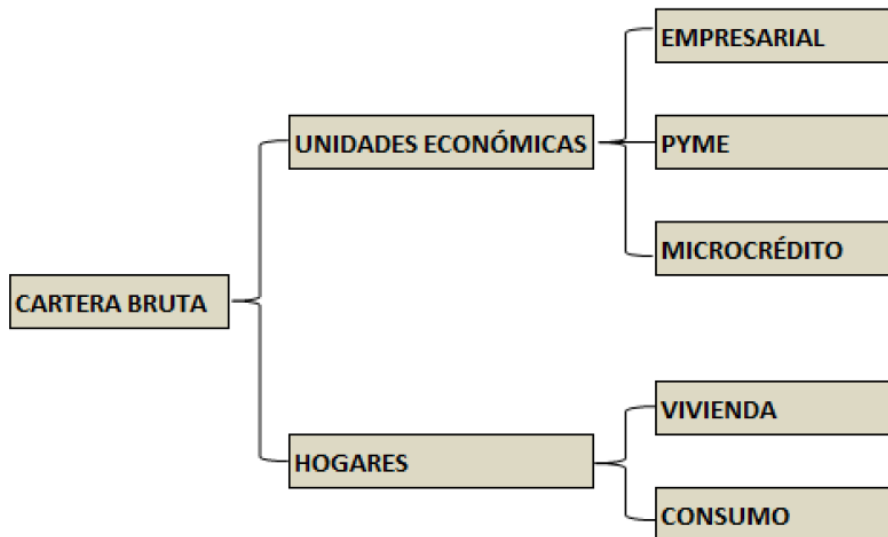 EMPRESARIAL
UNIDADES ECONÓMICAS
PYME
MICROCRÉDITO
CARTERA BRUTA
VIVIENDA
HOGARES
CONSUMO